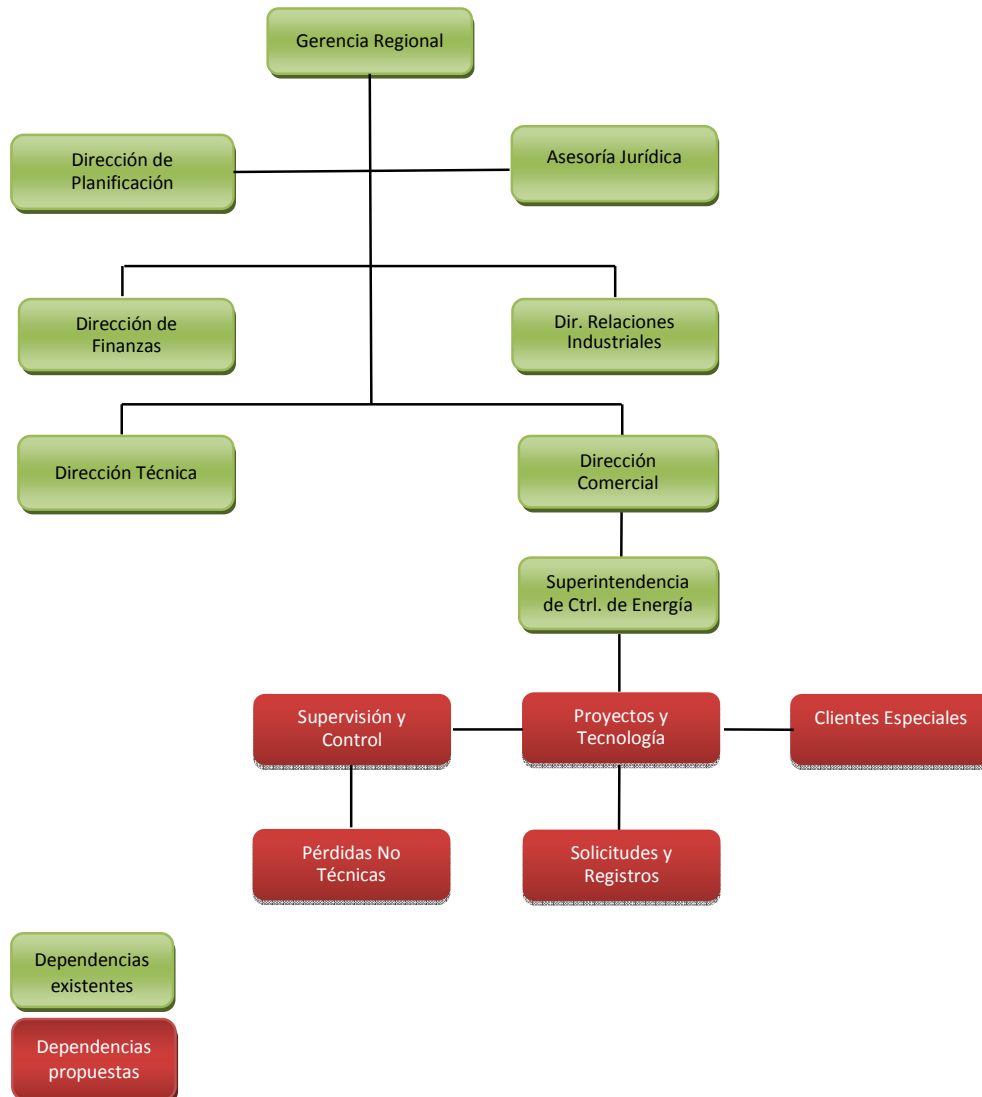 Gerencia Regional
Dirección de
Planificación
Asesoría Jurídica
Dirección de
Finanzas
Dir. Relaciones
Industriales
Dirección Técnica
Dirección
Comercial
Superintendencia
de Ctrl. de Energía
Supervisión y
Control
Proyectos y
Tecnología
Clientes Especiales
Pérdidas No
Técnicas
Solicitudes y
Registros
Dependencias
existentes
Dependencias
propuestas